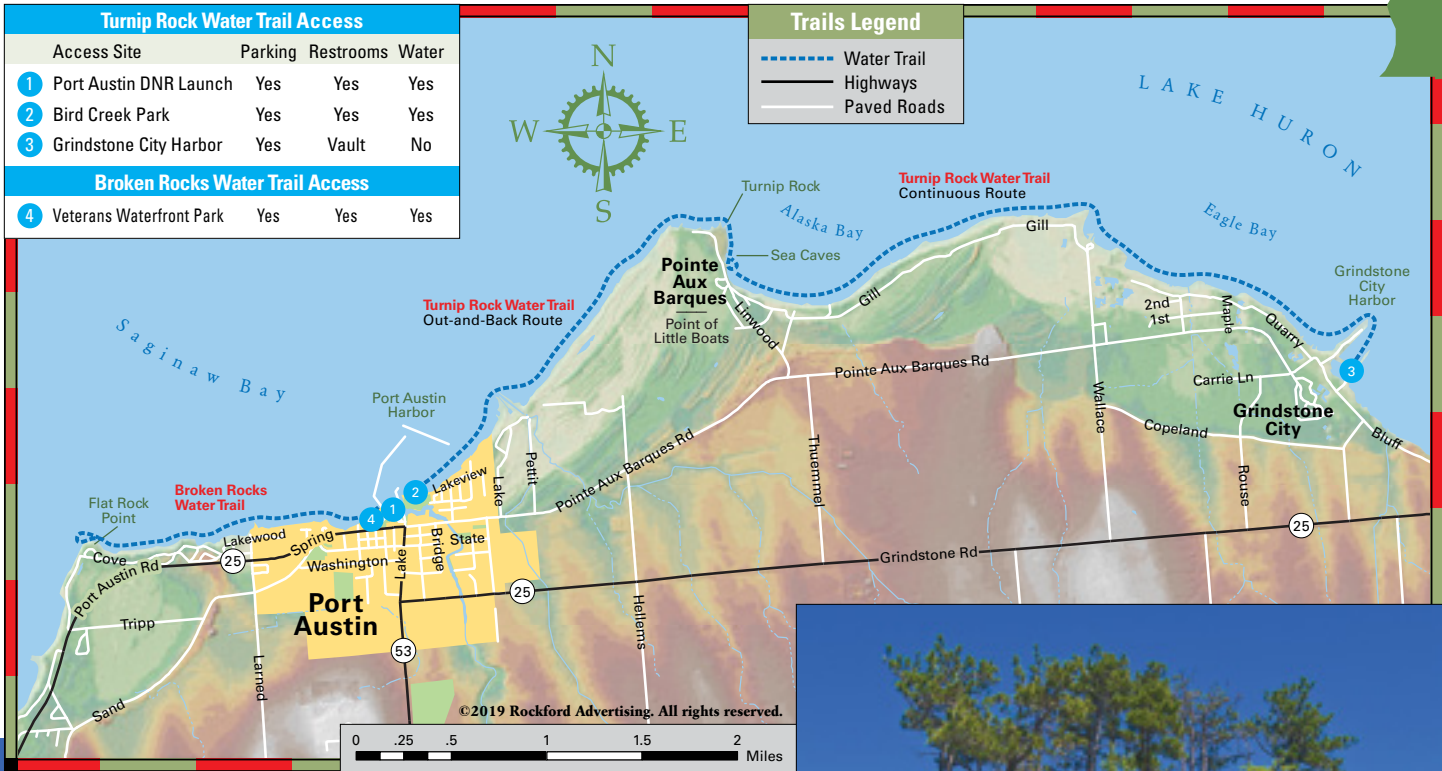 Turnip Rock Water Trail Access
Access Site Parking Restrooms Water
1 Port Austin DNR Launch Yes Yes Yes
2 Bird Creek Park Yes Yes Yes
3 Grindstone City Harbor Yes Vault No
Broken Rocks Water Trail Access
4 Veterans Waterfront Park Yes Yes Yes
Trails Legend
Water Trail
Highways
Paved Roads
N
W E
S
LAKE HURON
Turnip Rock
Alaska Bay
Sea Caves
Turnip Rock Water Trail
Continuous Route
Eagle Bay
Gill
Gill
Grindstone
City
Harbor
Pointe
Aux
Barques
Point of
Little Boats
Linwood
Turnip Rock Water Trail
Out-and-Back Route
Saginaw Bay
Port Austin
Harbor
2nd
1st
Maple
Quarry
3
Pointe Aux Barques Rd
Carrie Ln
Grindstone
City
Wallace
Copeland
Bluff
Rouse
Thuemmel
Pointe Aux Barques Rd
Pettit
Lake
Lakeview
2
1
4
Broken Rocks
Water Trail
Flat Rock
Point
Cove
Port Austin Rd
25
Lakewood
Spring
Washington
Lake
Bridge
State
Port
Austin
25
Grindstone Rd
25
Hellems
Tripp
Sand
Larned
53
©2019 Rockford Advertising. All rights reserved.
0 .25 .5 1 1.5 2
Miles